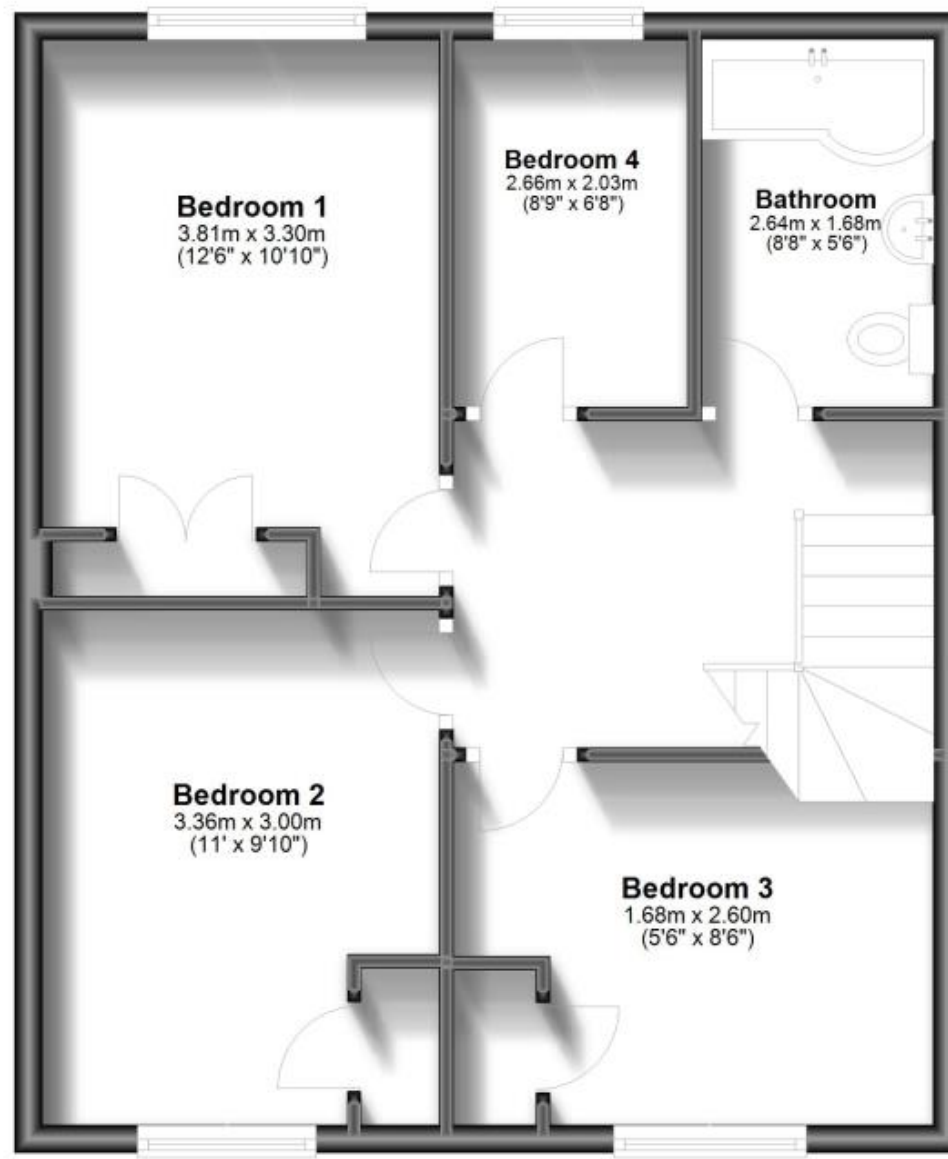 Bedroom 1
3.81m x 3.30m
(12'6" x 10'10")
Bedroom 4
2.66m x 2.03m
(8'9" x 6'8")
Bathroom
2.64m x 1.68m
(8'8" x 5'6")
Bedroom 2
3.36m x 3.00m
(11' x 9'10")
Bedroom 3
1.68m x 2.60m
(5'6" x 8'6")